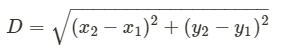 D = √((x₂ − x₁)² + (y₂ − y₁)²)